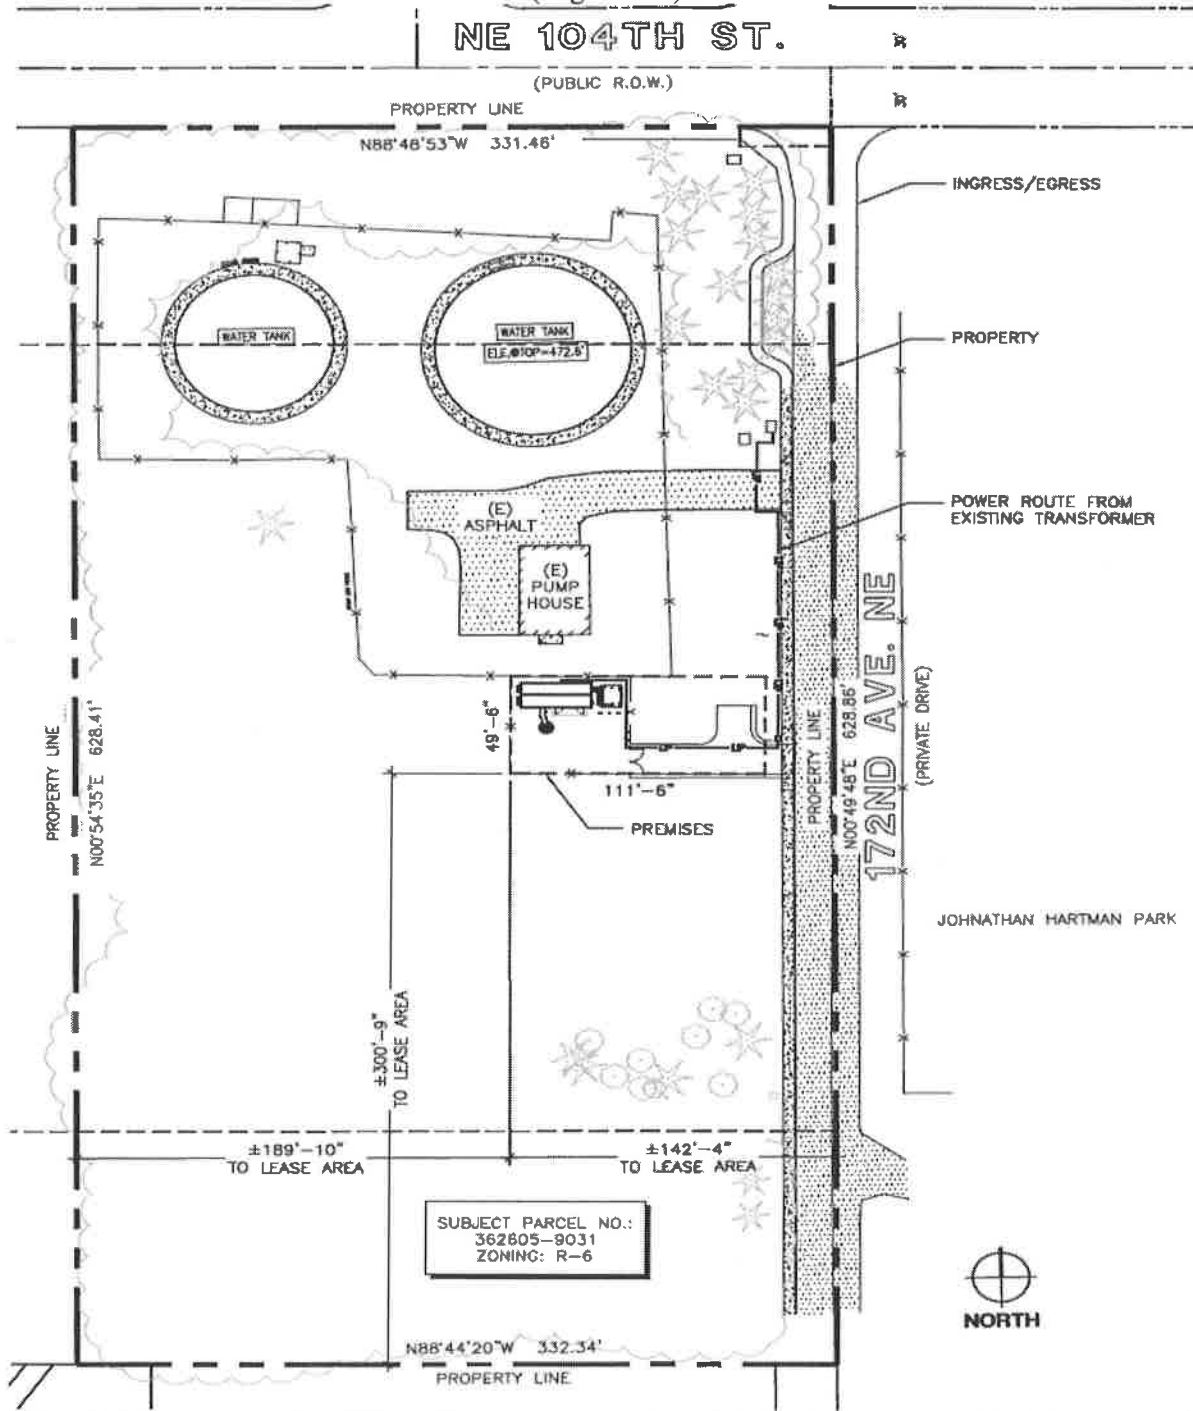 NE 104TH ST.
(PUBLIC R.O.W.)
PROPERTY LINE
N88°48'53"W 331.46'
INGRESS/EGRESS
WATER TANK
WATER TANK
ELE.@TOP=472.6'
PROPERTY
(E)
ASPHALT
POWER ROUTE FROM
EXISTING TRANSFORMER
(E)
PUMP
HOUSE
PROPERTY LINE
N00°54'35"E 628.41'
49'-6"
111'-6"
PREMISES
PROPERTY LINE
N00°49'48"E 628.86'
172ND AVE. NE
(PRIVATE DRIVE)
JOHNATHAN HARTMAN PARK
±300'-9"
TO LEASE AREA
±189'-10"
TO LEASE AREA
±142'-4"
TO LEASE AREA
SUBJECT PARCEL NO.:
362605-9031
ZONING: R-6
NORTH
N88°44'20"W 332.34'
PROPERTY LINE